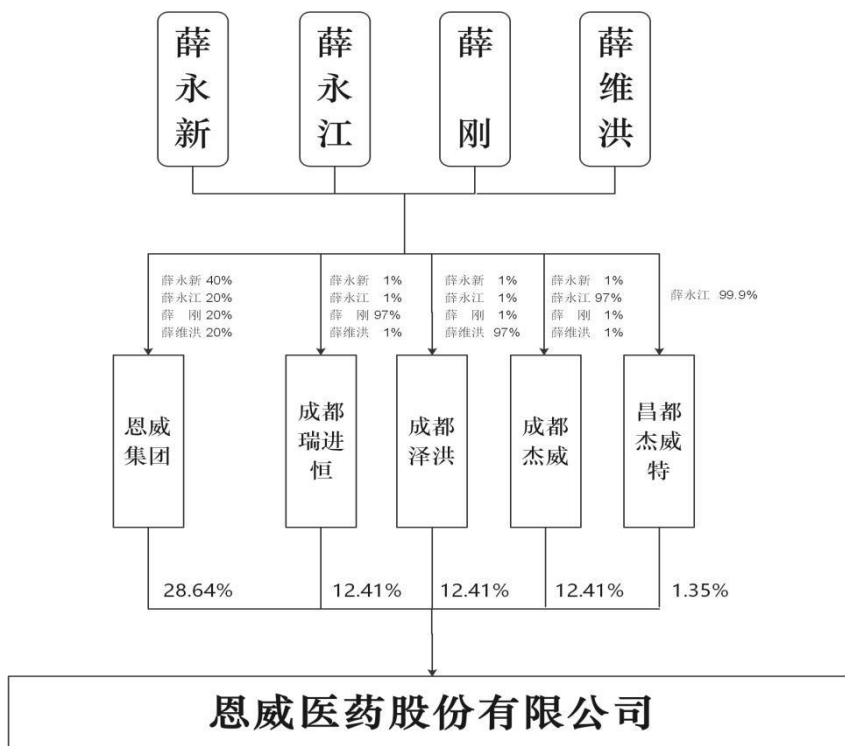 薛永新
薛永江
薛 刚
薛维洪
薛永新 40%
薛永江 20%
薛 刚 20%
薛维洪 20%
薛永新 1%
薛永江 1%
薛 刚 97%
薛维洪 1%
薛永新 1%
薛永江 1%
薛 刚 1%
薛维洪 97%
薛永新 1%
薛永江 97%
薛 刚 1%
薛维洪 1%
薛永江 99.9%
恩威
集团
成都
瑞进
恒
成都
泽洪
成都
杰威
昌都
杰威
特
28.64%
12.41%
12.41%
12.41%
1.35%
恩威医药股份有限公司